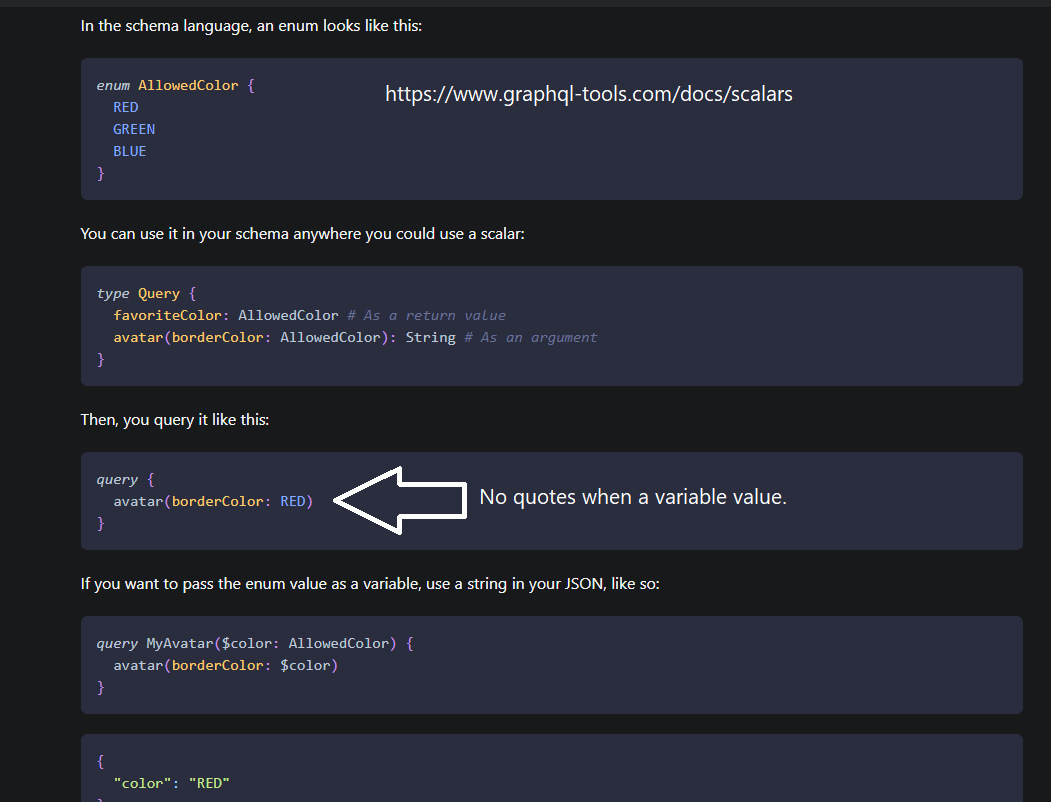 In the schema language, an enum looks like this:
enum AllowedColor {
https://www.graphql-tools.com/docs/scalars
  RED
  GREEN
  BLUE
}
You can use it in your schema anywhere you could use a scalar:
type Query {
  favoriteColor: AllowedColor # As a return value
  avatar(borderColor: AllowedColor): String # As an argument
}
Then, you query it like this:
query {
  avatar(borderColor: RED)
No quotes when a variable value.
}
If you want to pass the enum value as a variable, use a string in your JSON, like so:
query MyAvatar($color: AllowedColor) {
  avatar(borderColor: $color)
}
{
  "color": "RED"